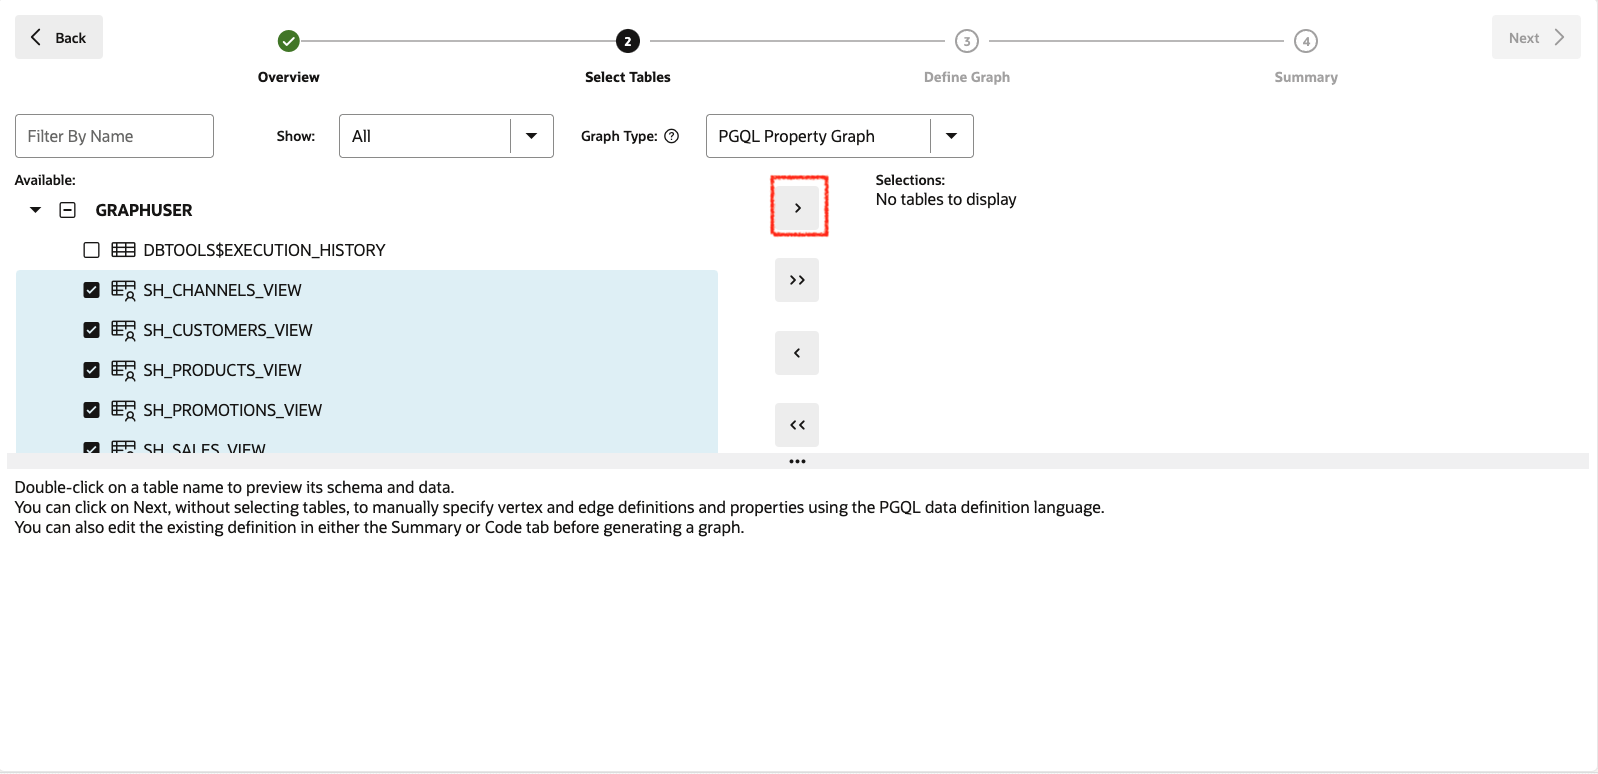 Back
2
3
4
Next
Overview
Select Tables
Define Graph
Summary
Filter By Name
Show:
All
Graph Type: ?
PGQL Property Graph
Available:
Selections:
No tables to display
GRAPHUSER
>
DBTOOLS$EXECUTION_HISTORY
>>
SH_CHANNELS_VIEW
SH_CUSTOMERS_VIEW
<
SH_PRODUCTS_VIEW
SH_PROMOTIONS_VIEW
<<
SH_SALES_VIEW
•••
Double-click on a table name to preview its schema and data.
You can click on Next, without selecting tables, to manually specify vertex and edge definitions and properties using the PGQL data definition language.
You can also edit the existing definition in either the Summary or Code tab before generating a graph.